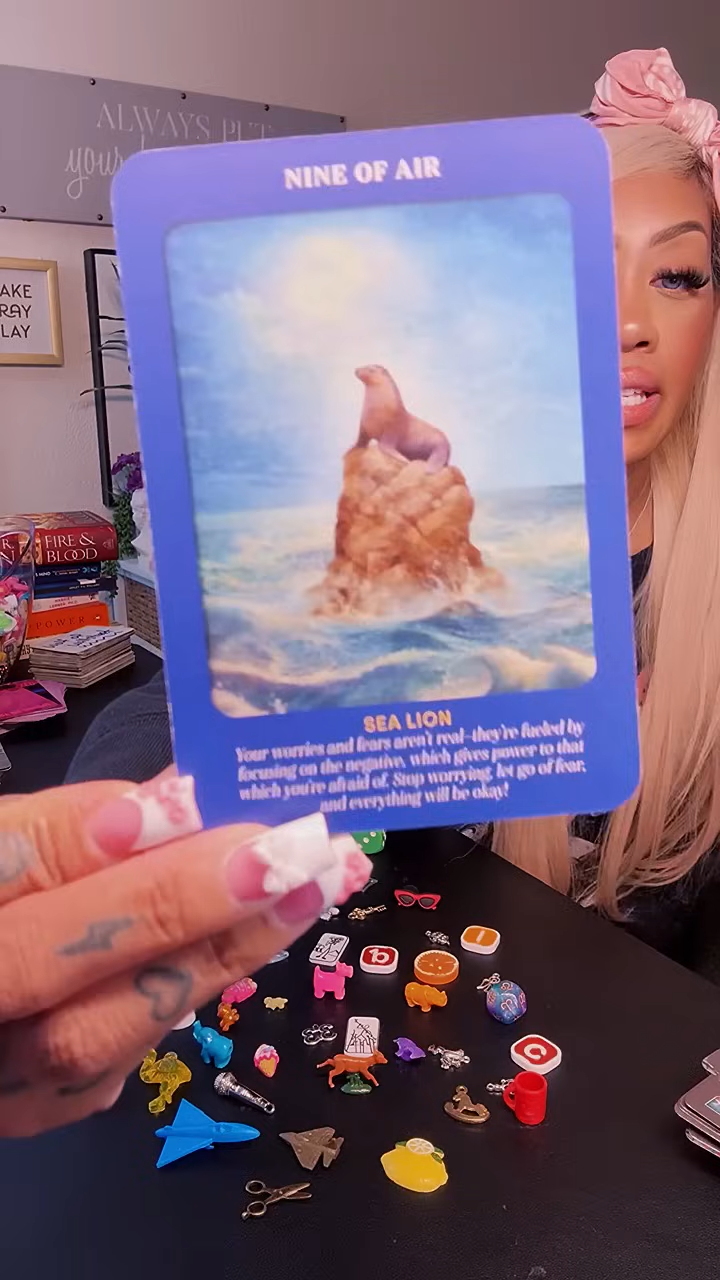 ALWAYS PUT
your
NINE OF AIR
AKE
RAY
LAY
FIRE &
BLOOD
POWER
SEA LION
Your worries and fears aren't real—they're fueled by
focusing on the negative, which gives power to that
which you're afraid of. Stop worrying, let go of fear,
and everything will be okay!
b
C